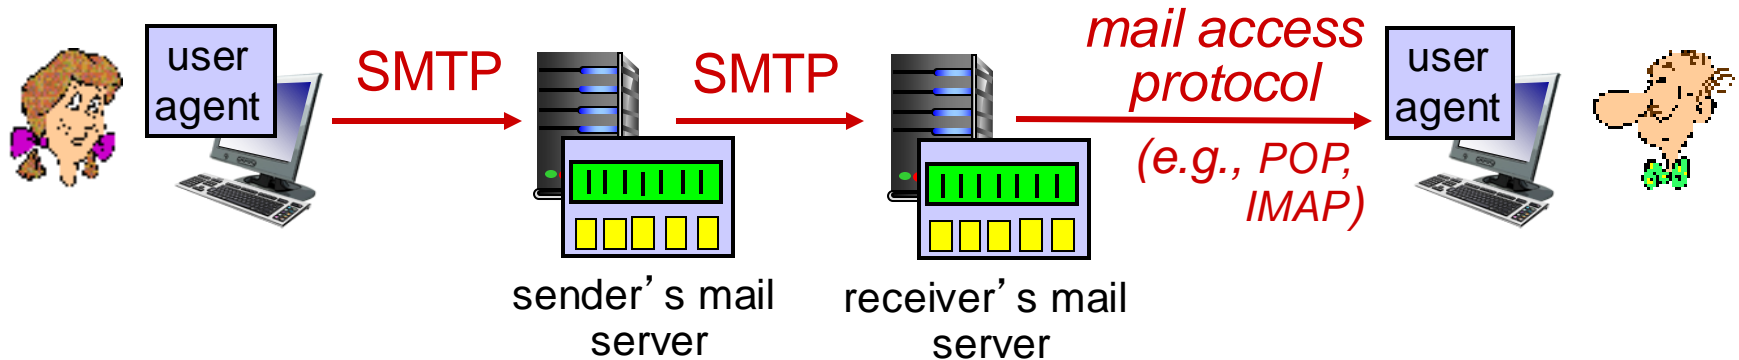 user
agent
SMTP
SMTP
mail access
protocol
(e.g., POP,
IMAP)
user
agent
sender’s mail
server
receiver’s mail
server